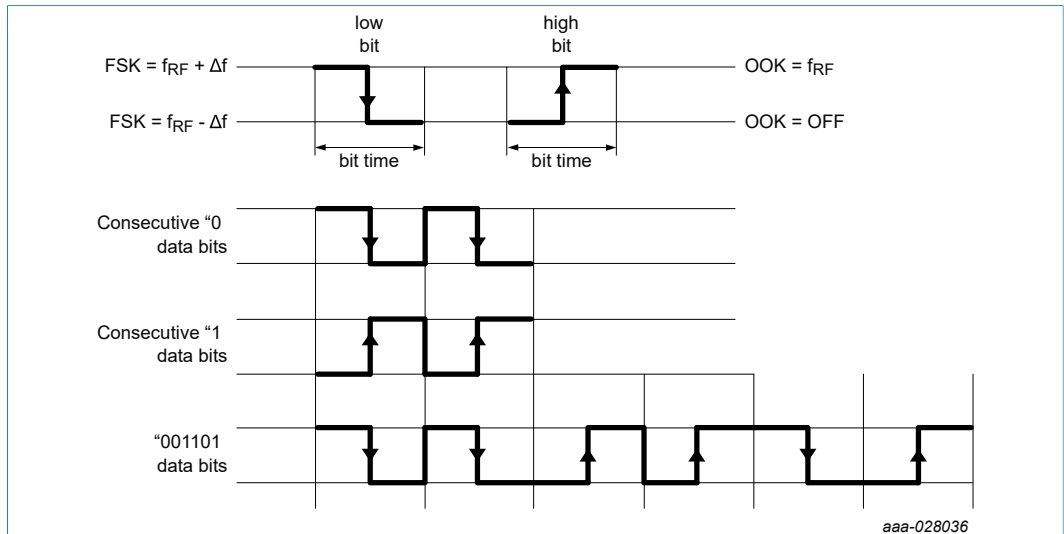 low
bit
high
bit
FSK = fRF + Δf
OOK = fRF
FSK = fRF - Δf
OOK = OFF
bit time
bit time
Consecutive “0
data bits
Consecutive “1
data bits
“001101
data bits
aaa-028036